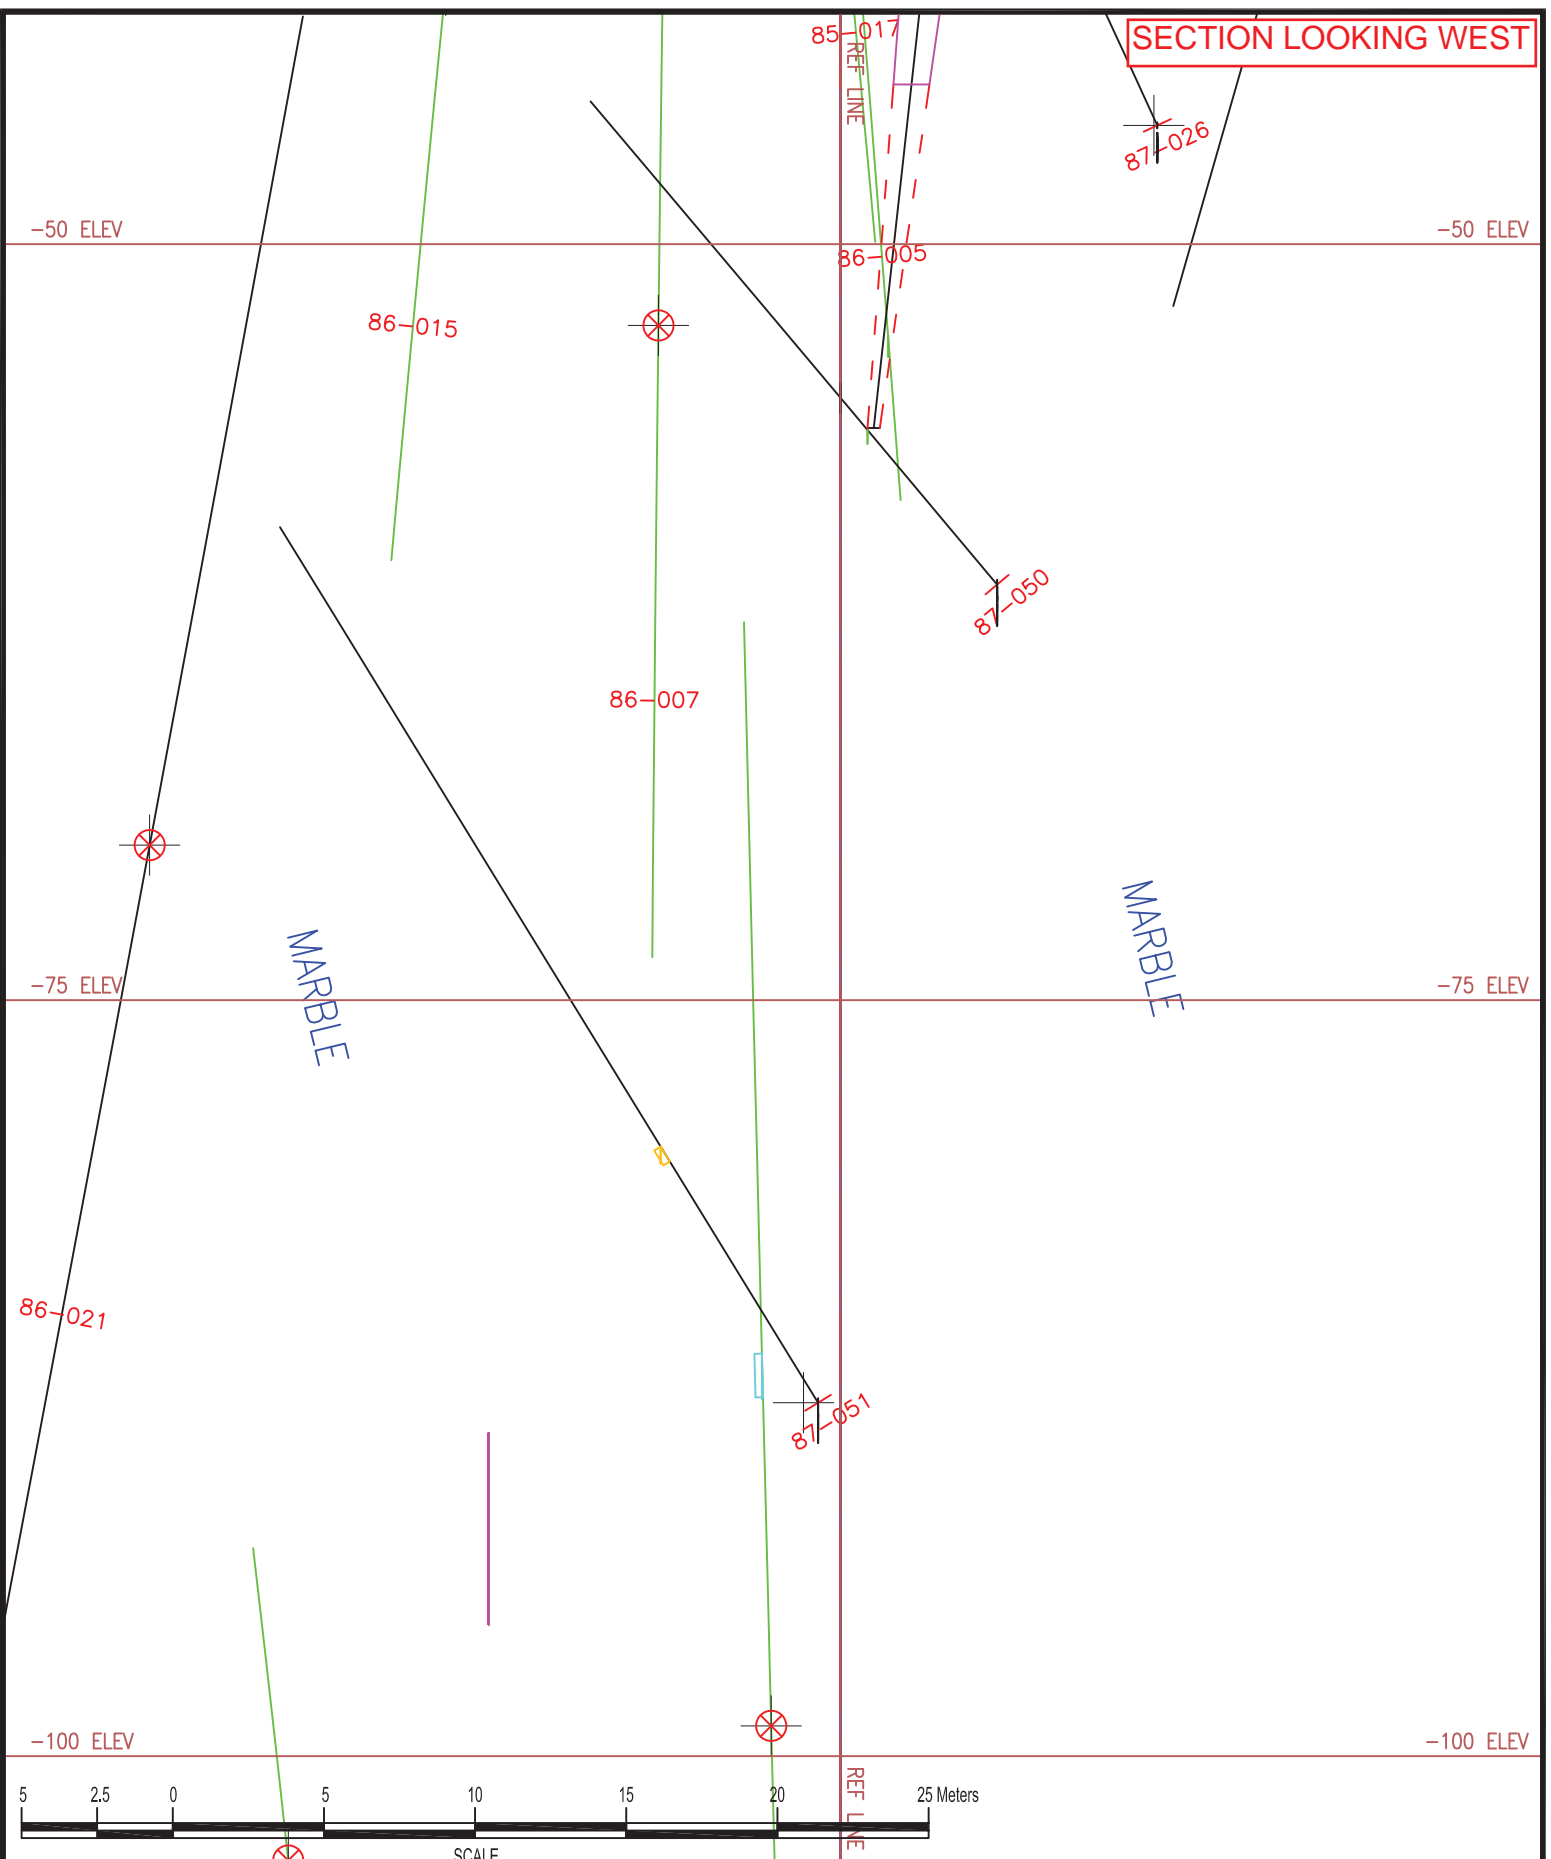 85-017
SECTION LOOKING WEST
REF LINE
87-026
-50 ELEV
-50 ELEV
86-005
86-015
87-050
86-007
MARBLE
MARBLE
-75 ELEV
-75 ELEV
86-021
87-051
-100 ELEV
-100 ELEV
REF LINE
5 2.5 0 5 10 15 20 25 Meters
SCALE